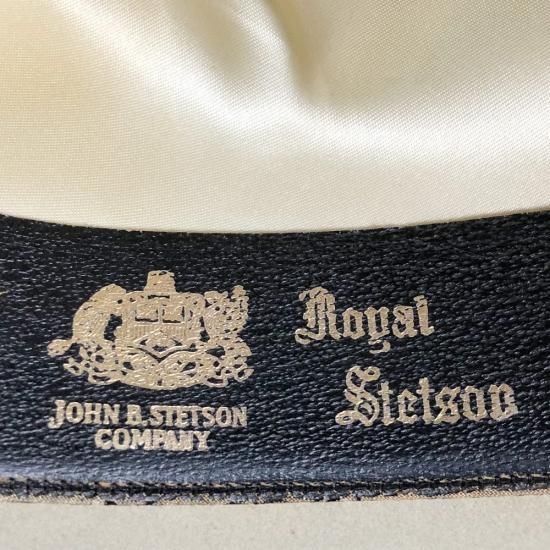 JOHN B. STETSON
COMPANY
Royal
Stetson